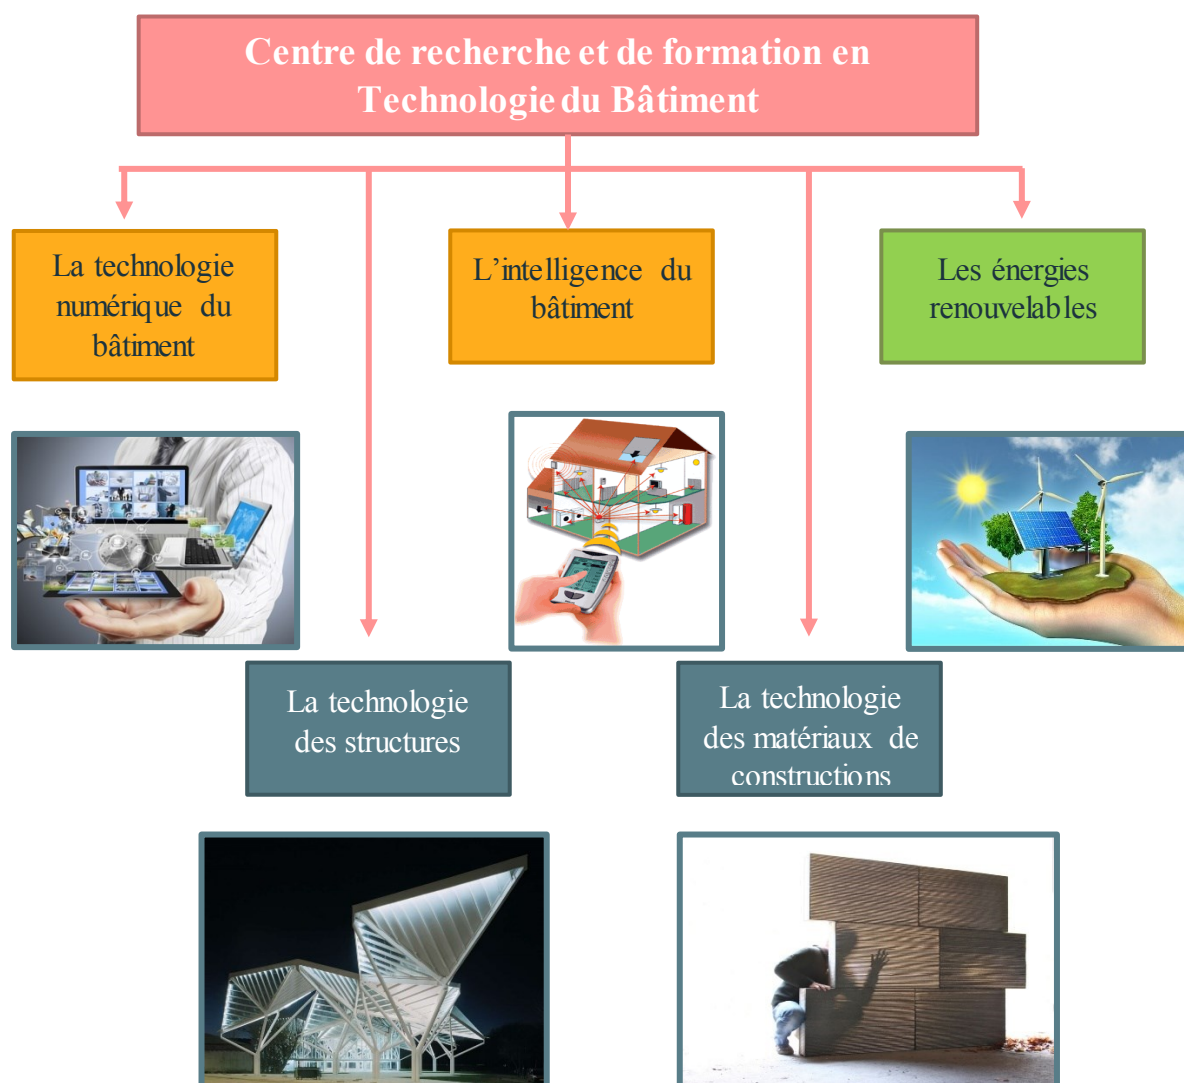 Centre de recherche et de formation en
Technologie du Bâtiment
La technologie
numérique du
bâtiment
L’intelligence du
bâtiment
Les énergies
renouvelables
La technologie
des structures
La technologie
des matériaux de
constructions